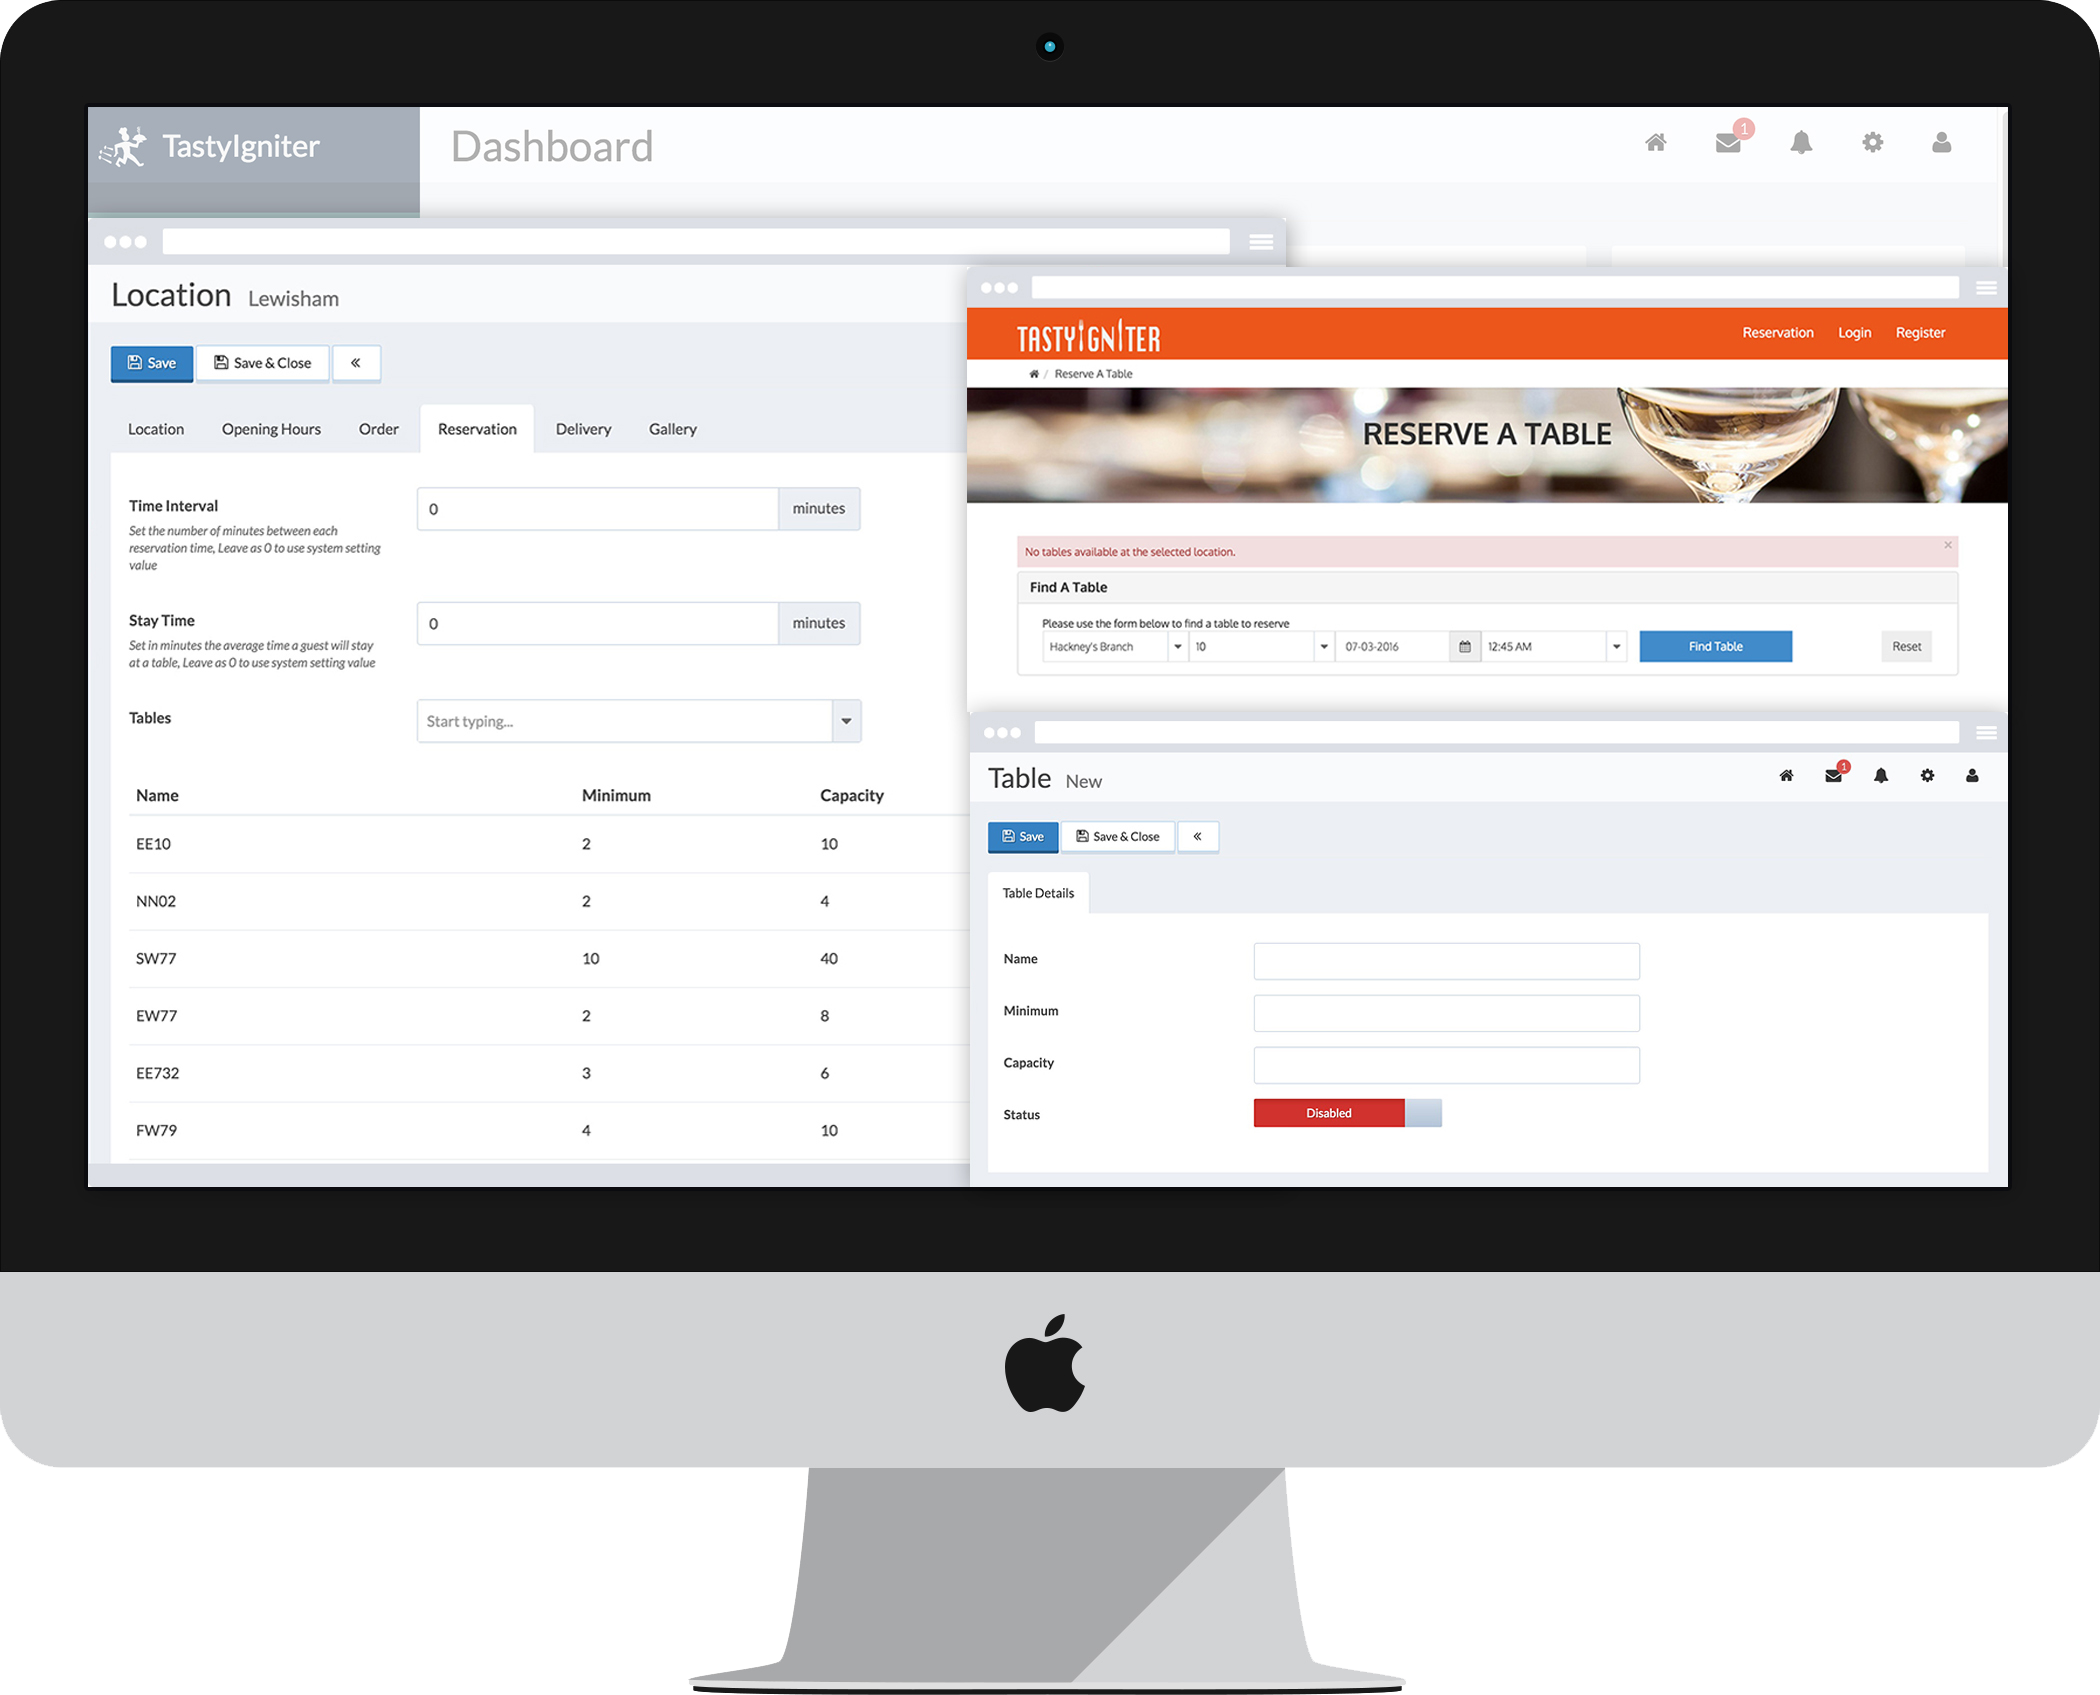 TastyIgniter
Dashboard
1
Location Lewisham
Save
Save & Close
«
Location
Opening Hours
Order
Reservation
Delivery
Gallery
Time Interval
Set the number of minutes between each
reservation time, Leave as 0 to use system setting
value
0
minutes
Stay Time
Set in minutes the average time a guest will stay
at a table, Leave as 0 to use system setting value
0
minutes
Tables
Start typing...
Name Minimum Capacity
EE10 2 10
NN02 2 4
SW77 10 40
EW77 2 8
EE732 3 6
FW79 4 10
TASTYIGNITER
Reservation Login Register
/ Reserve A Table
RESERVE A TABLE
No tables available at the selected location.
×
Find A Table
Please use the form below to find a table to reserve
Hackney's Branch 10 07-03-2016 12:45 AM Find Table Reset
Table New
1
Save
Save & Close
«
Table Details
Name
Minimum
Capacity
Status
Disabled